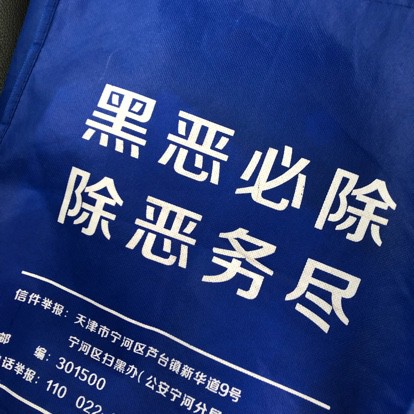 黑恶必除
除恶务尽
信件举报：天津市宁河区芦台镇新华道9号
宁河区扫黑办(公安宁河分局
邮 编：301500
电话举报：110 022-